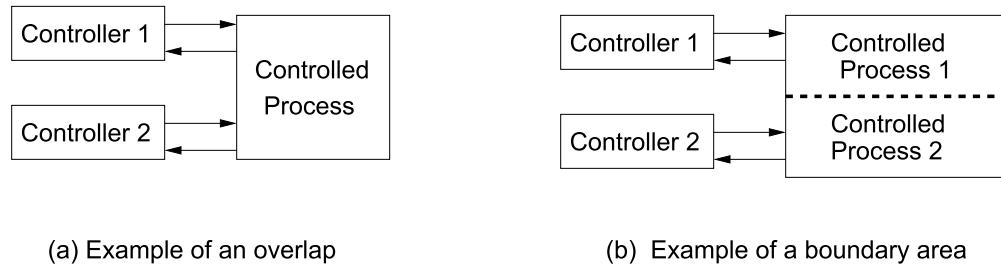 Controller 1
Controller 2
Controlled
Process
(a) Example of an overlap
Controller 1
Controller 2
Controlled
Process 1
Controlled
Process 2
(b) Example of a boundary area